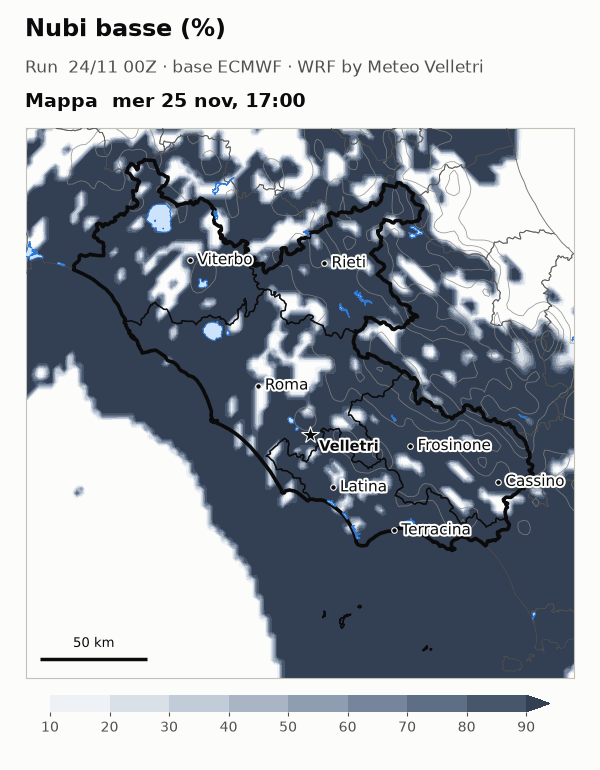 Nubi basse (%)
Run  24/11 00Z · base ECMWF · WRF by Meteo Velletri
Mappa  mer 25 nov, 17:00
Viterbo
Rieti
Roma
Velletri
Frosinone
Cassino
Latina
Terracina
50 km
10 20 30 40 50 60 70 80 90